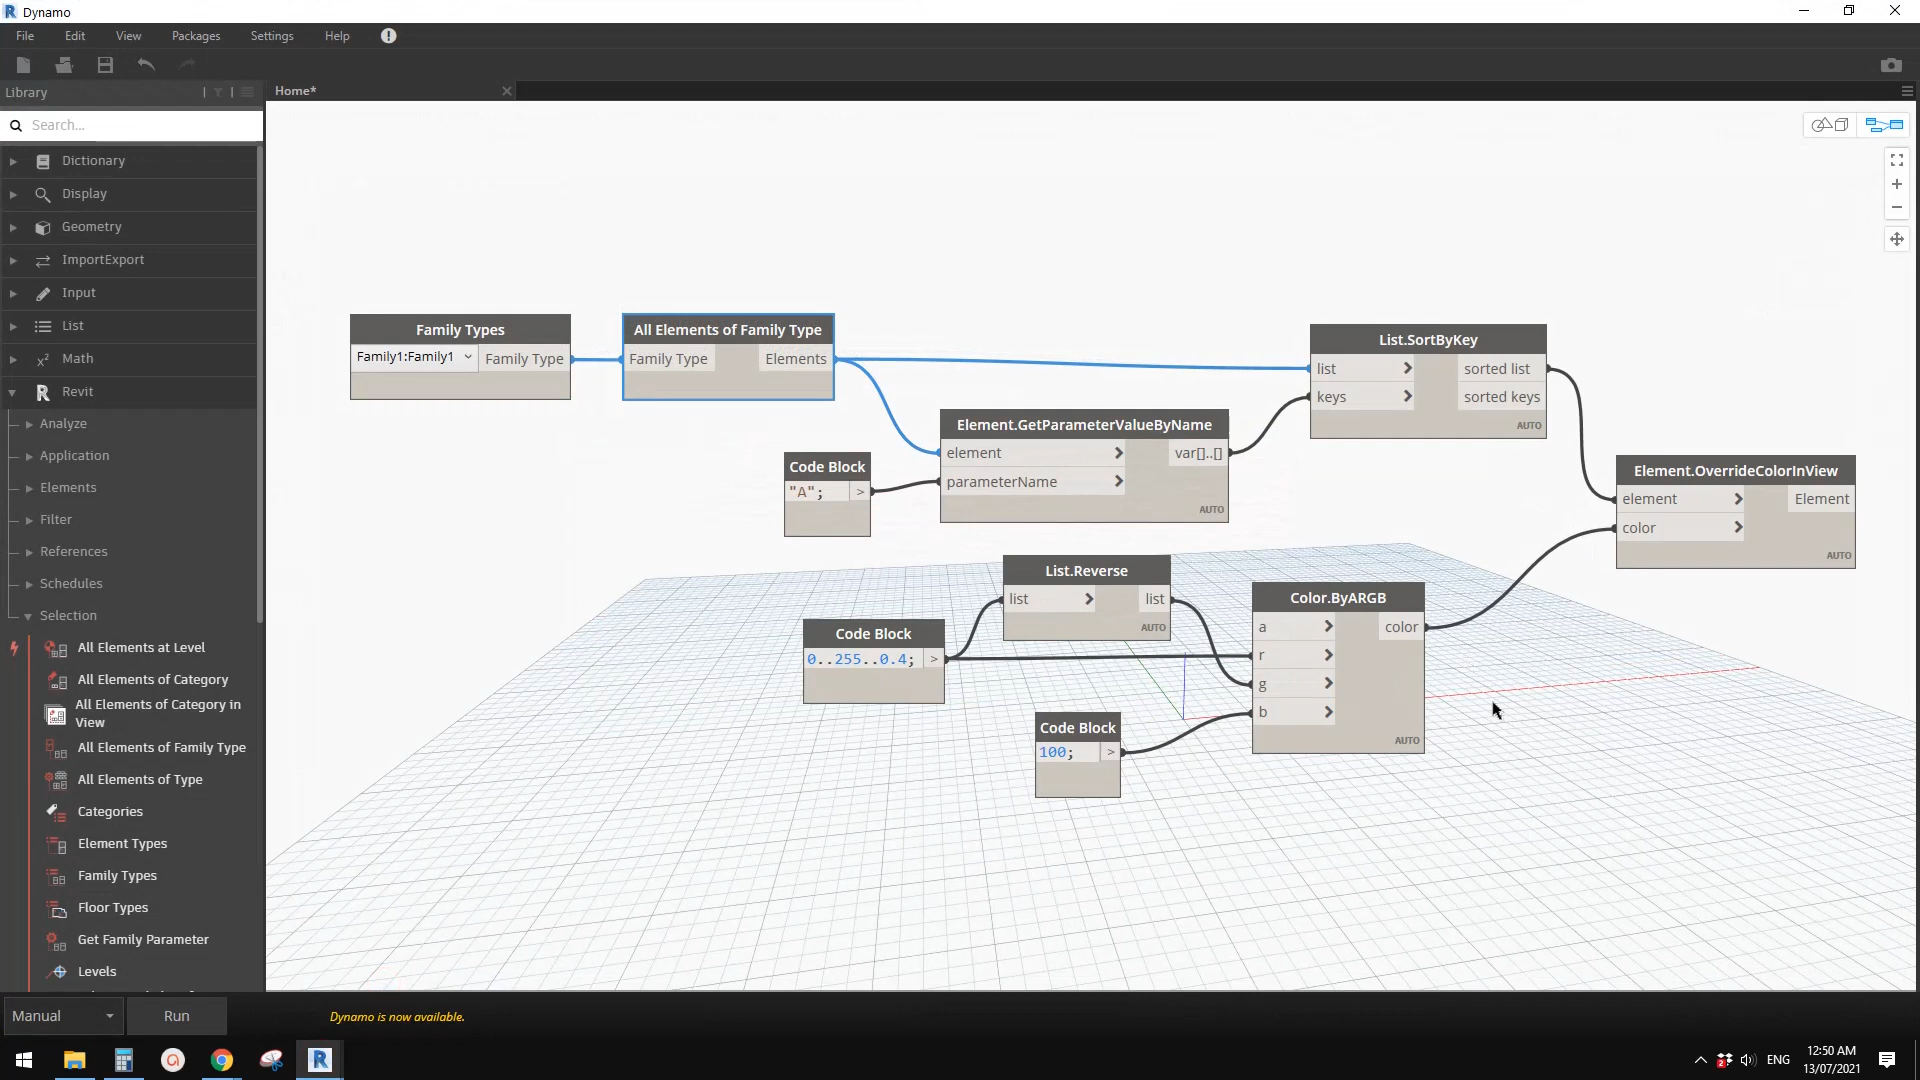 Dynamo
File Edit View Packages Settings Help
Library
Home*
Search...
Dictionary
Display
Geometry
ImportExport
Input
List
Math
Revit
Analyze
Application
Elements
Filter
References
Schedules
Selection
All Elements at Level
All Elements of Category
All Elements of Category in
View
All Elements of Family Type
All Elements of Type
Categories
Element Types
Family Types
Floor Types
Get Family Parameter
Levels
Family Types
Family1:Family1 Family Type
All Elements of Family Type
Family Type Elements
List.SortByKey
list > sorted list
keys > sorted keys
AUTO
Element.GetParameterValueByName
element > var[]..[]
parameterName >
AUTO
Code Block
"A"; >
Element.OverrideColorInView
element > Element
color >
AUTO
List.Reverse
list > list
AUTO
Code Block
0..255..0.4; >
Color.ByARGB
a > color
r >
g >
b >
AUTO
Code Block
100; >
Manual Run Dynamo is now available.
ENG
12:50 AM
13/07/2021